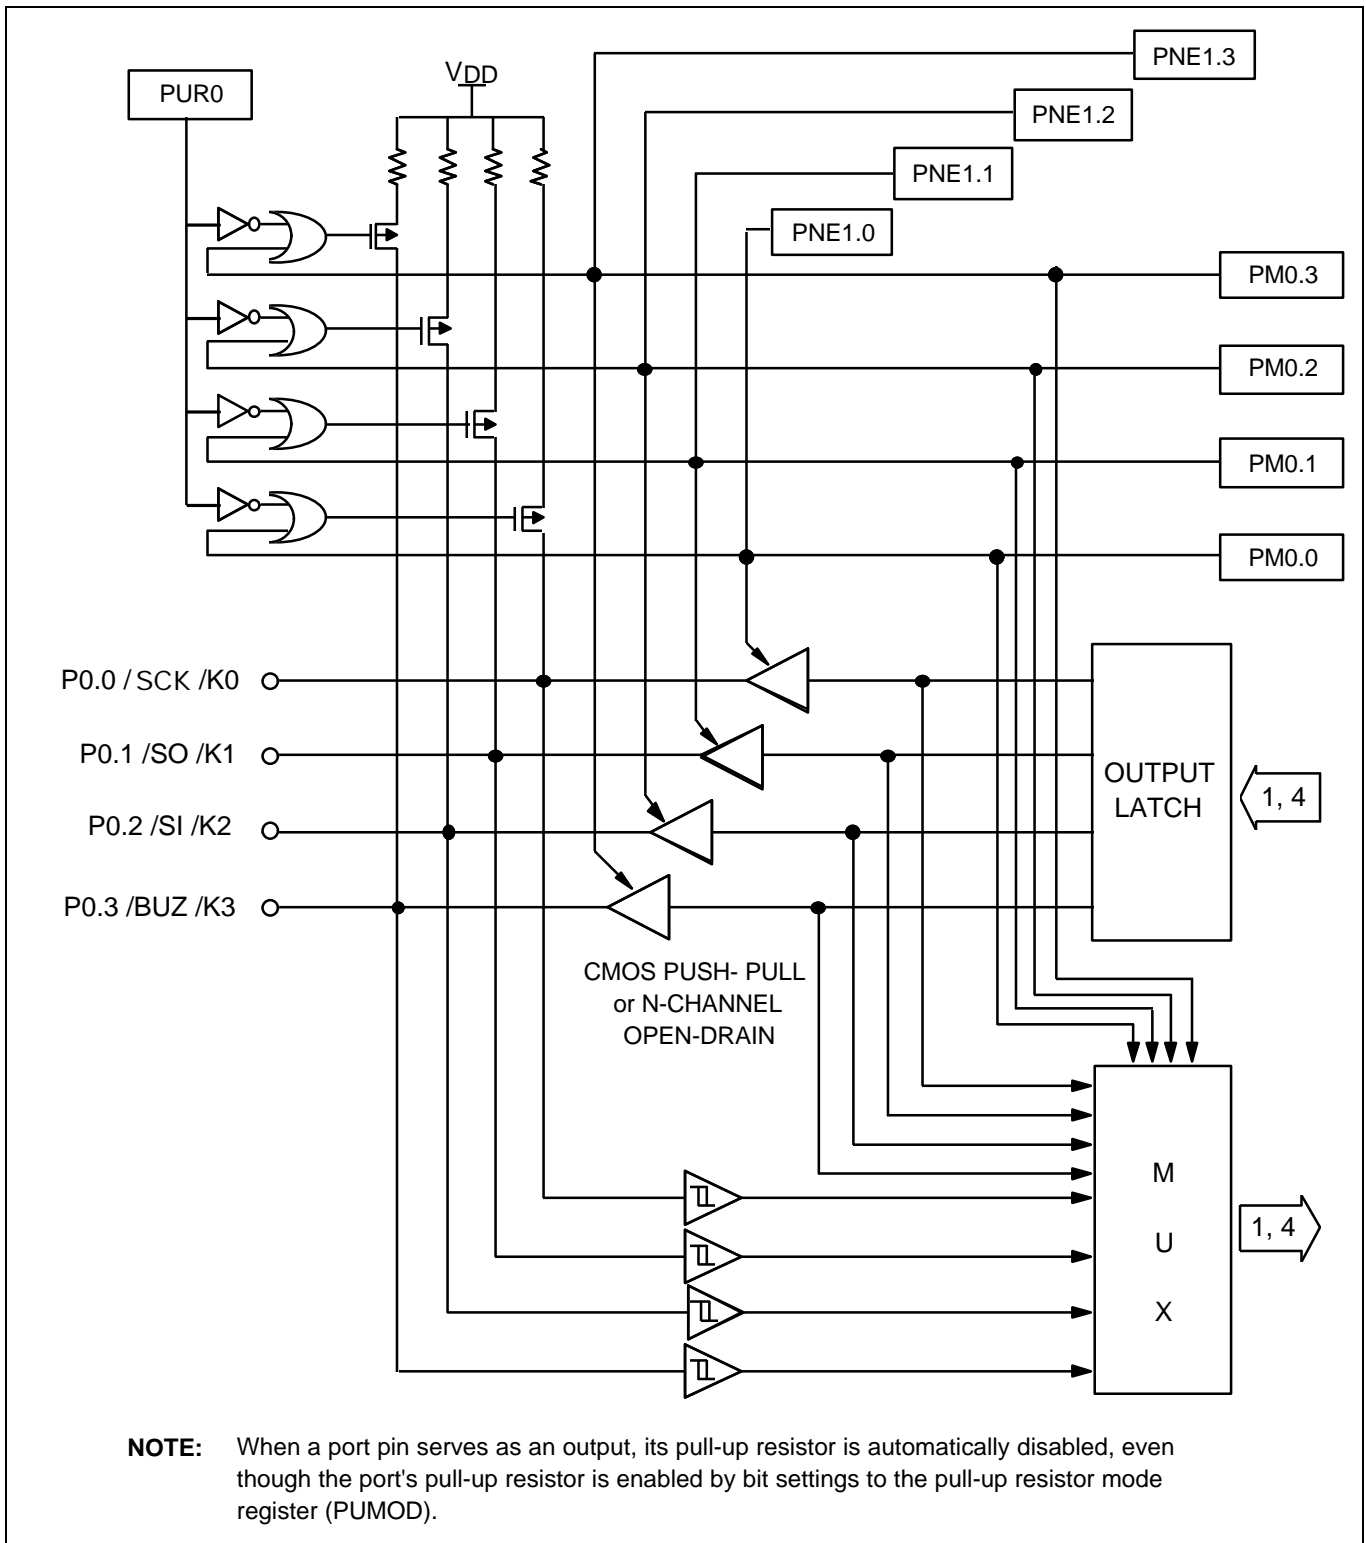 PNE1.3
VDD
PUR0
PNE1.2
PNE1.1
PNE1.0
PM0.3
PM0.2
PM0.1
PM0.0
P0.0 / SCK /K0
P0.1 /SO /K1
P0.2 /SI /K2
P0.3 /BUZ /K3
OUTPUT
LATCH
1, 4
CMOS PUSH- PULL
or N-CHANNEL
OPEN-DRAIN
M
U
X
1, 4
NOTE: When a port pin serves as an output, its pull-up resistor is automatically disabled, even
though the port's pull-up resistor is enabled by bit settings to the pull-up resistor mode
register (PUMOD).